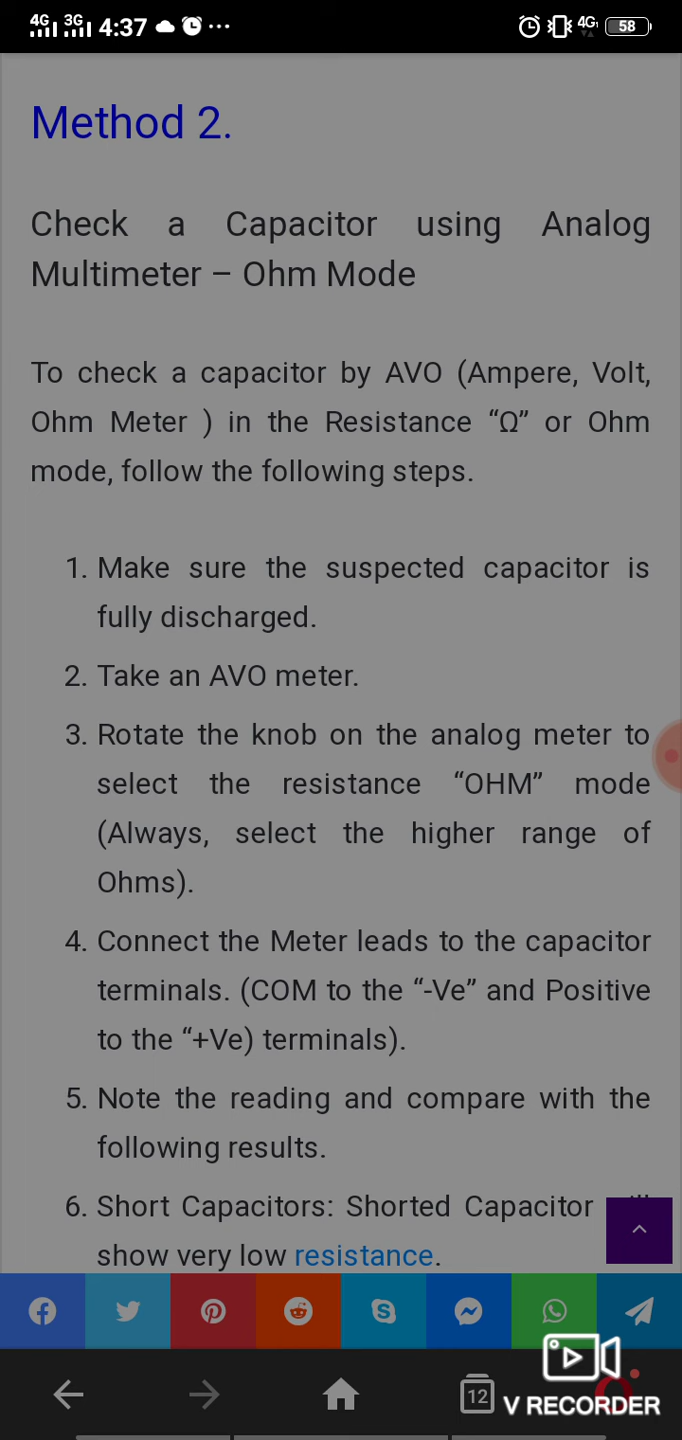 4G 3G 4:37 4G 58
Method 2.
Check a Capacitor using Analog
Multimeter – Ohm Mode
To check a capacitor by AVO (Ampere, Volt,
Ohm Meter ) in the Resistance “Ω” or Ohm
mode, follow the following steps.
1. Make sure the suspected capacitor is
fully discharged.
2. Take an AVO meter.
3. Rotate the knob on the analog meter to
select the resistance “OHM” mode
(Always, select the higher range of
Ohms).
4. Connect the Meter leads to the capacitor
terminals. (COM to the “-Ve” and Positive
to the “+Ve) terminals).
5. Note the reading and compare with the
following results.
6. Short Capacitors: Shorted Capacitor
show very low resistance.
12
V RECORDER